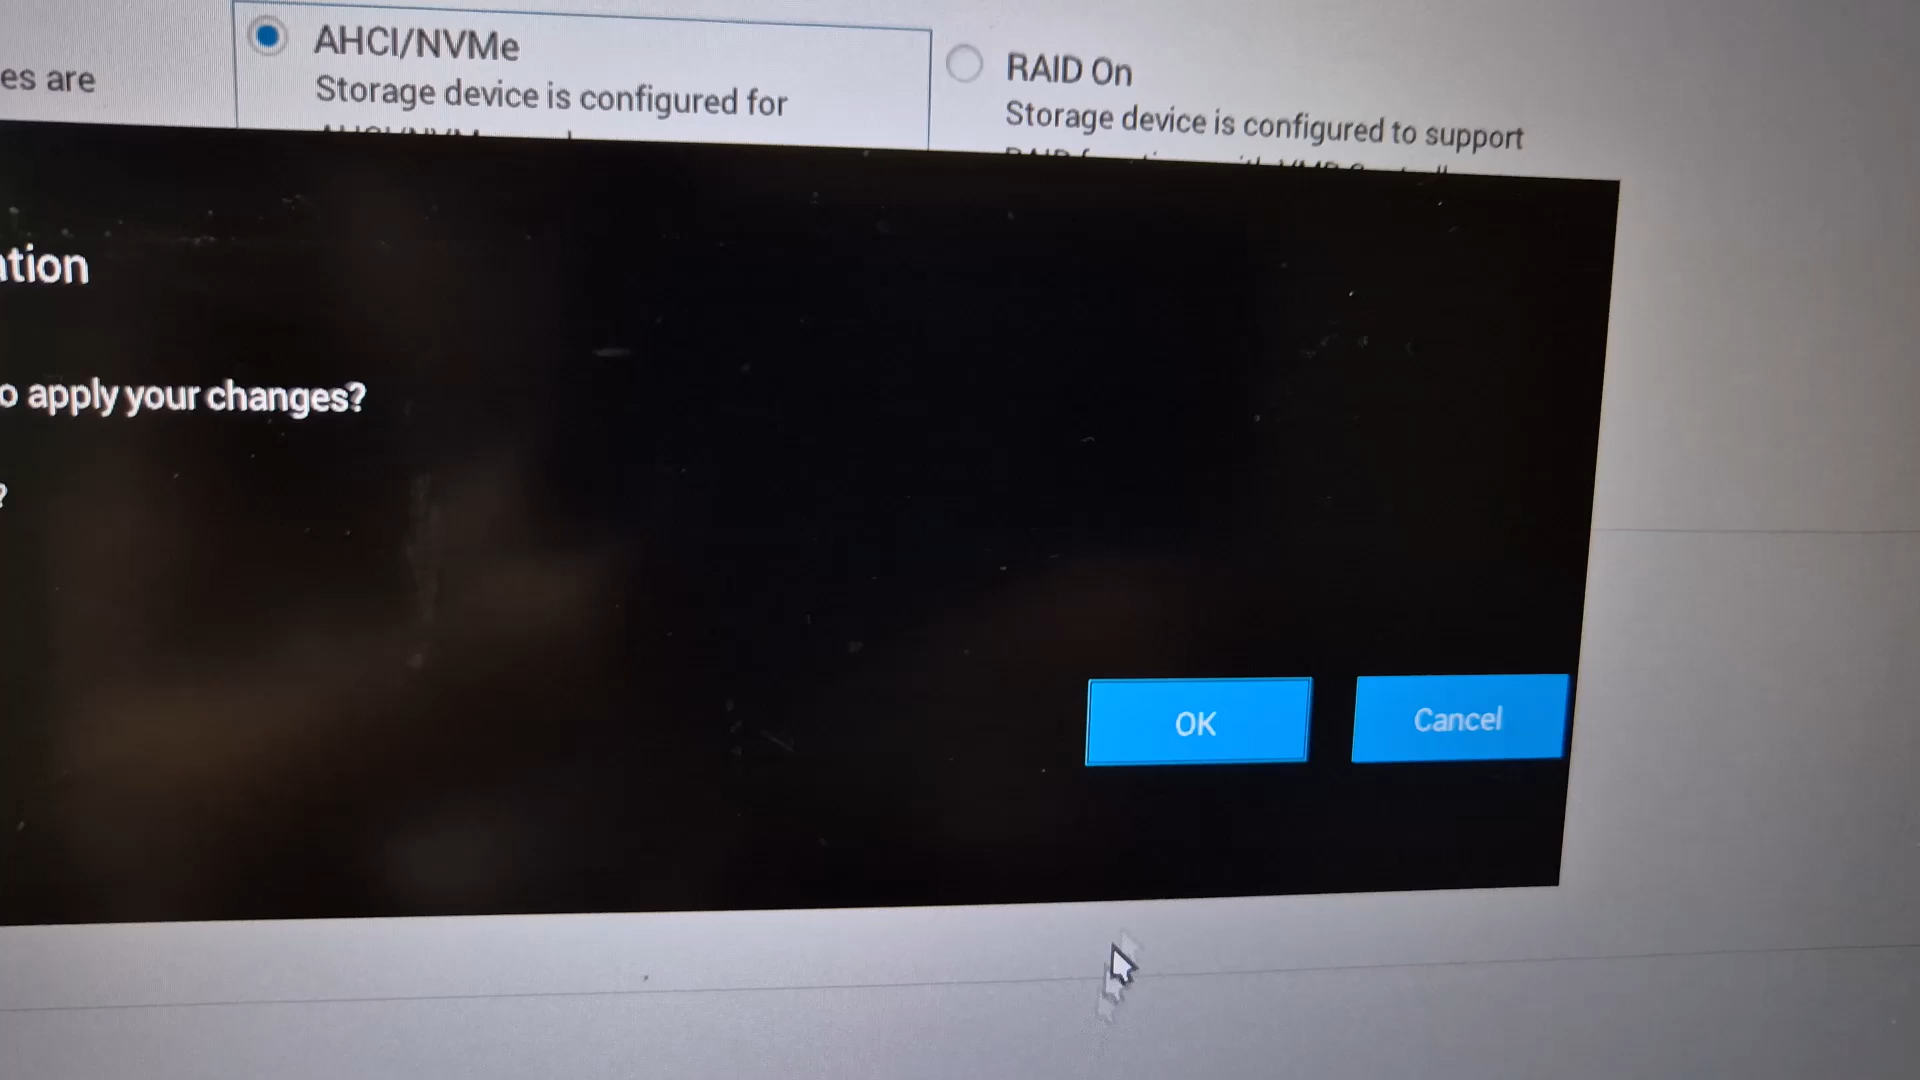 es are
AHCI/NVMe
Storage device is configured for
RAID On
Storage device is configured to support
ation
o apply your changes?
?
OK
Cancel